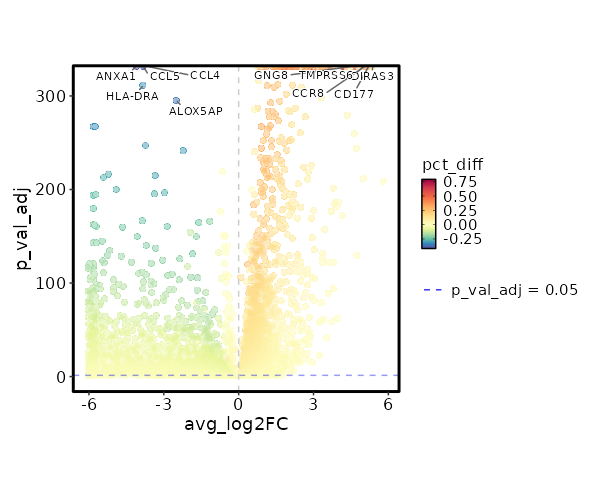 ANXA1
CCL5
CCL4
HLA-DRA
ALOX5AP
GNG8
TMPRSS6
DIRAS3
CCR8
CD177
300
200
100
0
p_val_adj
-6
-3
0
3
6
avg_log2FC
pct_diff
0.75
0.50
0.25
0.00
-0.25
p_val_adj = 0.05